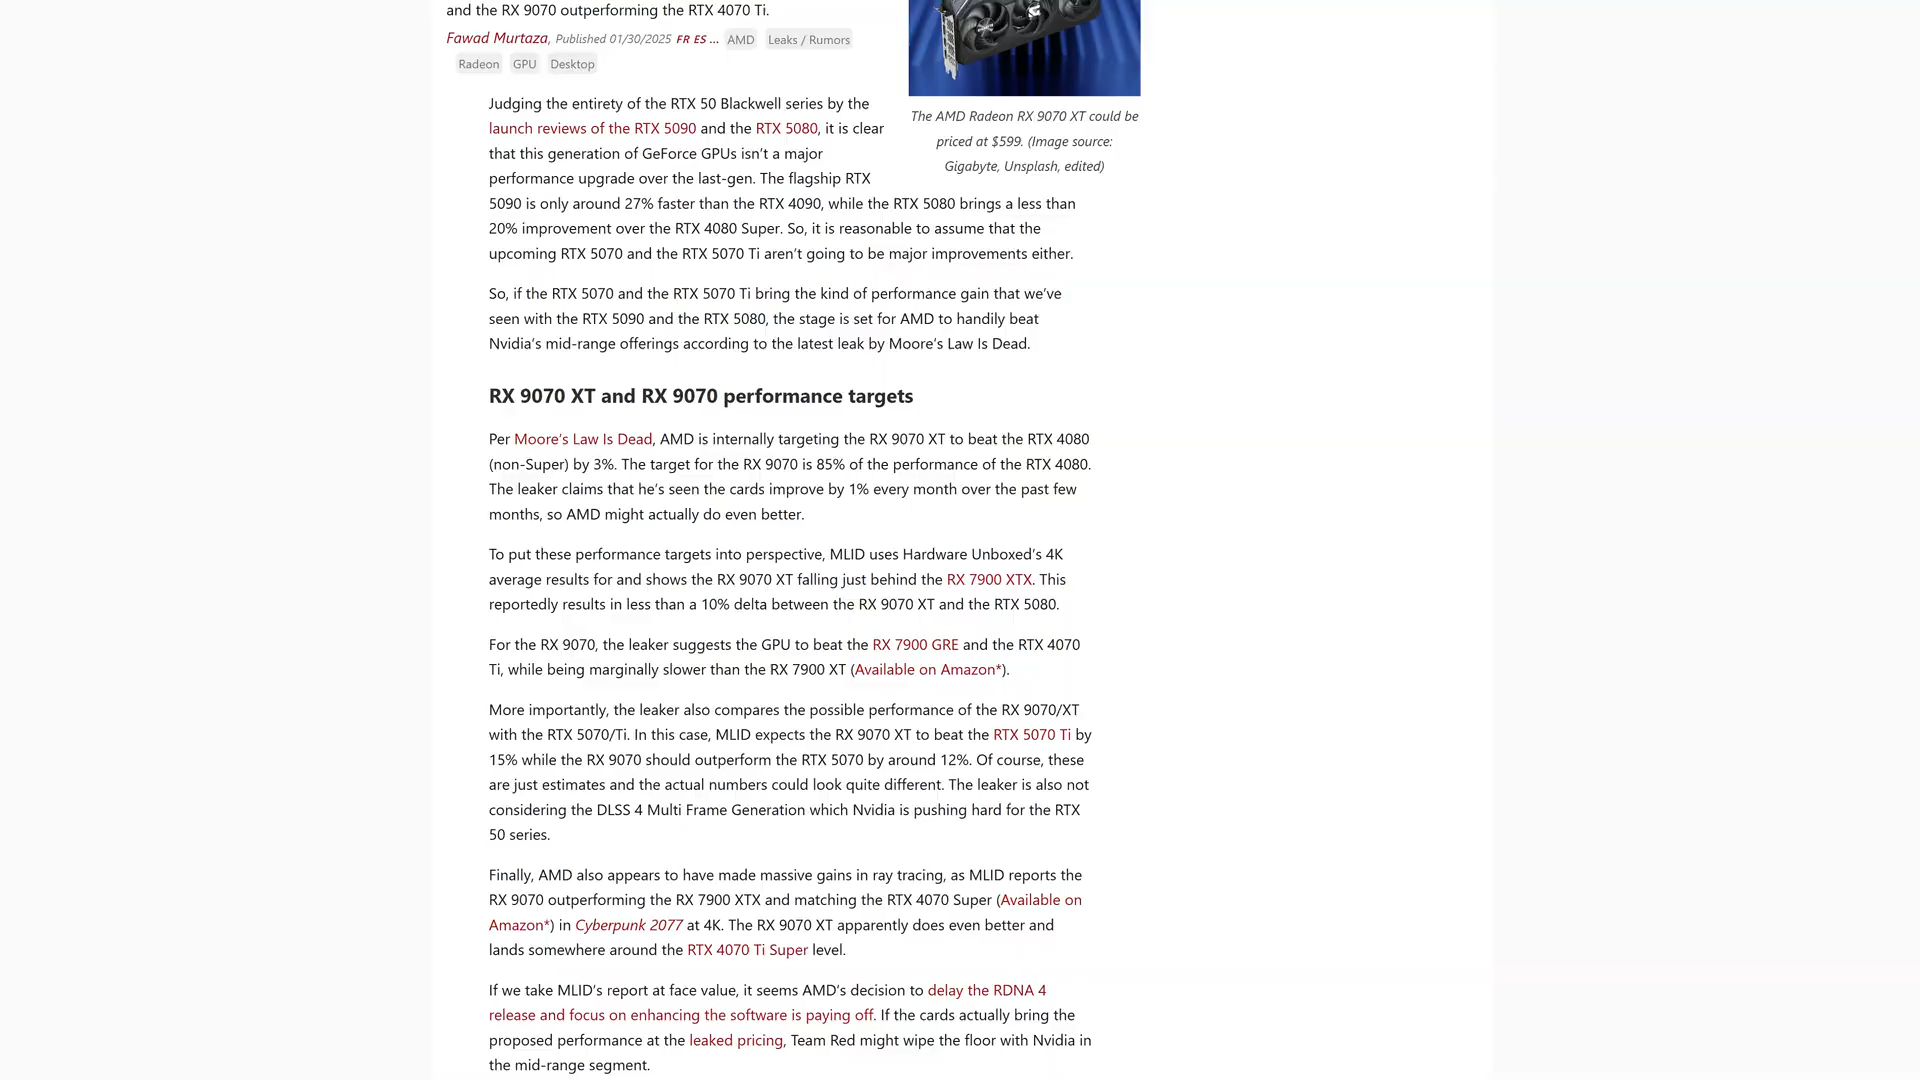 and the RX 9070 outperforming the RTX 4070 Ti.
Fawad Murtaza, Published 01/30/2025 FR ES ... AMD Leaks / Rumors
Radeon GPU Desktop
Judging the entirety of the RTX 50 Blackwell series by the
launch reviews of the RTX 5090 and the RTX 5080, it is clear
that this generation of GeForce GPUs isn't a major
performance upgrade over the last-gen. The flagship RTX
5090 is only around 27% faster than the RTX 4090, while the RTX 5080 brings a less than
20% improvement over the RTX 4080 Super. So, it is reasonable to assume that the
upcoming RTX 5070 and the RTX 5070 Ti aren't going to be major improvements either.
The AMD Radeon RX 9070 XT could be
priced at $599. (Image source:
Gigabyte, Unsplash, edited)
So, if the RTX 5070 and the RTX 5070 Ti bring the kind of performance gain that we've
seen with the RTX 5090 and the RTX 5080, the stage is set for AMD to handily beat
Nvidia's mid-range offerings according to the latest leak by Moore's Law Is Dead.
RX 9070 XT and RX 9070 performance targets
Per Moore's Law Is Dead, AMD is internally targeting the RX 9070 XT to beat the RTX 4080
(non-Super) by 3%. The target for the RX 9070 is 85% of the performance of the RTX 4080.
The leaker claims that he's seen the cards improve by 1% every month over the past few
months, so AMD might actually do even better.
To put these performance targets into perspective, MLID uses Hardware Unboxed's 4K
average results for and shows the RX 9070 XT falling just behind the RX 7900 XTX. This
reportedly results in less than a 10% delta between the RX 9070 XT and the RTX 5080.
For the RX 9070, the leaker suggests the GPU to beat the RX 7900 GRE and the RTX 4070
Ti, while being marginally slower than the RX 7900 XT (Available on Amazon*).
More importantly, the leaker also compares the possible performance of the RX 9070/XT
with the RTX 5070/Ti. In this case, MLID expects the RX 9070 XT to beat the RTX 5070 Ti by
15% while the RX 9070 should outperform the RTX 5070 by around 12%. Of course, these
are just estimates and the actual numbers could look quite different. The leaker is also not
considering the DLSS 4 Multi Frame Generation which Nvidia is pushing hard for the RTX
50 series.
Finally, AMD also appears to have made massive gains in ray tracing, as MLID reports the
RX 9070 outperforming the RX 7900 XTX and matching the RTX 4070 Super (Available on
Amazon*) in Cyberpunk 2077 at 4K. The RX 9070 XT apparently does even better and
lands somewhere around the RTX 4070 Ti Super level.
If we take MLID's report at face value, it seems AMD's decision to delay the RDNA 4
release and focus on enhancing the software is paying off. If the cards actually bring the
proposed performance at the leaked pricing, Team Red might wipe the floor with Nvidia in
the mid-range segment.